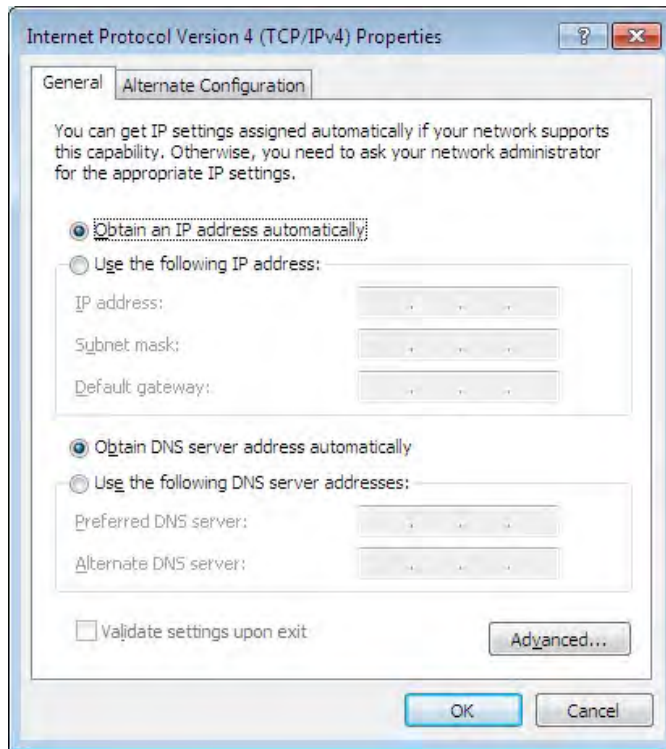 Internet Protocol Version 4 (TCP/IPv4) Properties
General
Alternate Configuration
You can get IP settings assigned automatically if your network supports
this capability. Otherwise, you need to ask your network administrator
for the appropriate IP settings.
Obtain an IP address automatically
Use the following IP address:
IP address:
Subnet mask:
Default gateway:
Obtain DNS server address automatically
Use the following DNS server addresses:
Preferred DNS server:
Alternate DNS server:
Validate settings upon exit
Advanced...
OK
Cancel